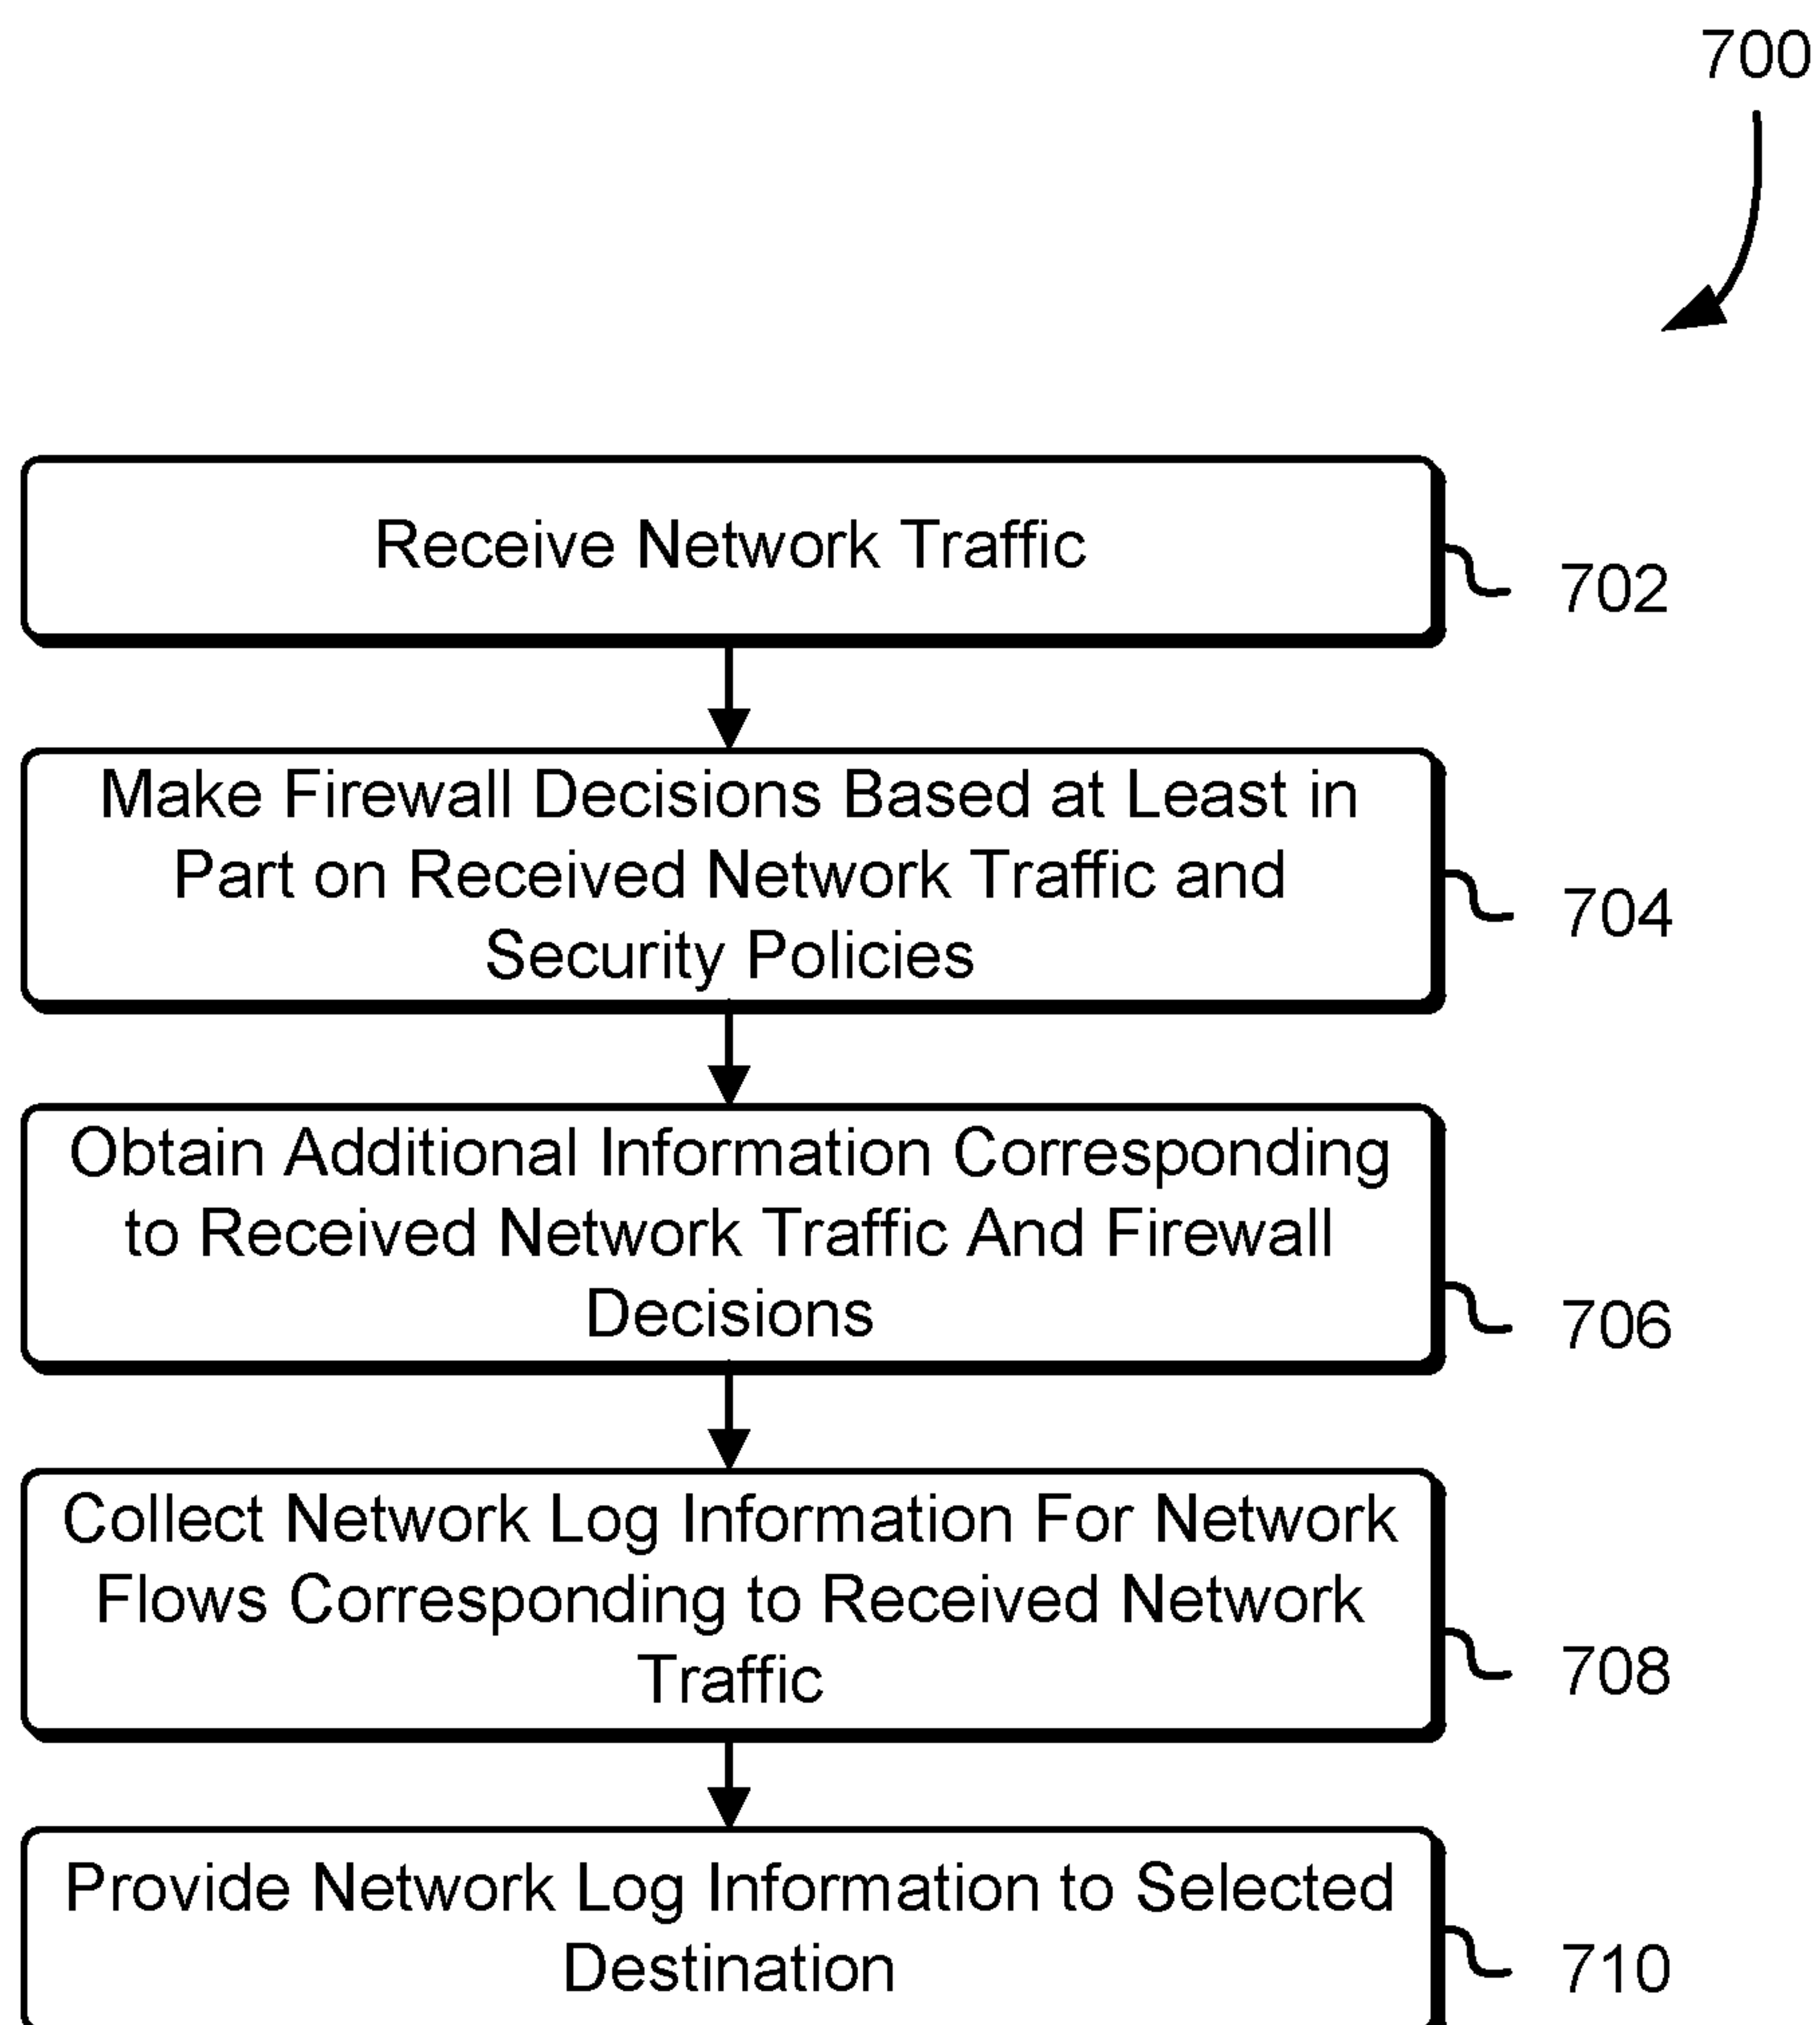 700
Receive Network Traffic
702
Make Firewall Decisions Based at Least in
Part on Received Network Traffic and
Security Policies
704
Obtain Additional Information Corresponding
to Received Network Traffic And Firewall
Decisions
706
Collect Network Log Information For Network
Flows Corresponding to Received Network
Traffic
708
Provide Network Log Information to Selected
Destination
710